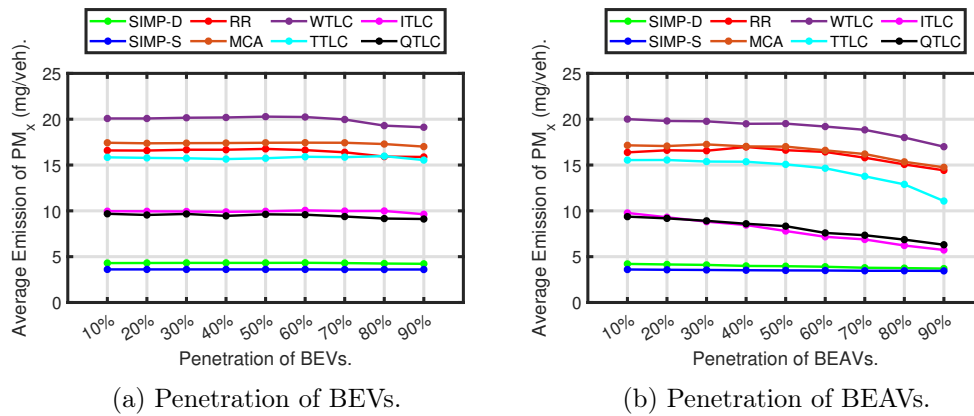 SIMP-D RR WTLC ITLC
SIMP-S MCA TTLC QTLC
25
20
15
10
5
0
Average Emission of PMx (mg/veh).
10% 20% 30% 40% 50% 60% 70% 80% 90%
Penetration of BEVs.
(a) Penetration of BEVs.
SIMP-D RR WTLC ITLC
SIMP-S MCA TTLC QTLC
25
20
15
10
5
0
Average Emission of PMx (mg/veh).
10% 20% 30% 40% 50% 60% 70% 80% 90%
Penetration of BEAVs.
(b) Penetration of BEAVs.